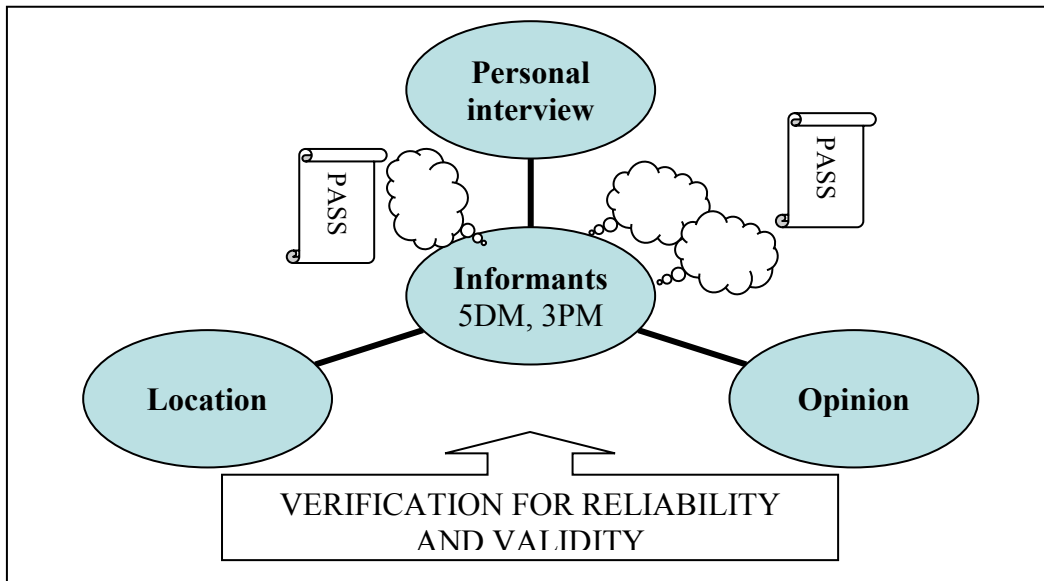 Personal
interview
PASS
PASS
Informants
5DM, 3PM
Location
Opinion
VERIFICATION FOR RELIABILITY
AND VALIDITY